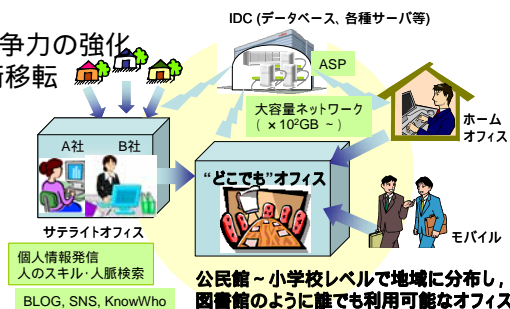 IDC (データベース、各種サーバ等)
争力の強化
移転
ASP
大容量ネットワーク
( ×10²GB ~ )
ホーム
オフィス
A社 B社
"どこでも"オフィス
サテライトオフィス
モバイル
個人情報発信
人のスキル・人脈検索
BLOG, SNS, KnowWho
公民館~小学校レベルで地域に分布し,
図書館のように誰でも利用可能なオフィス